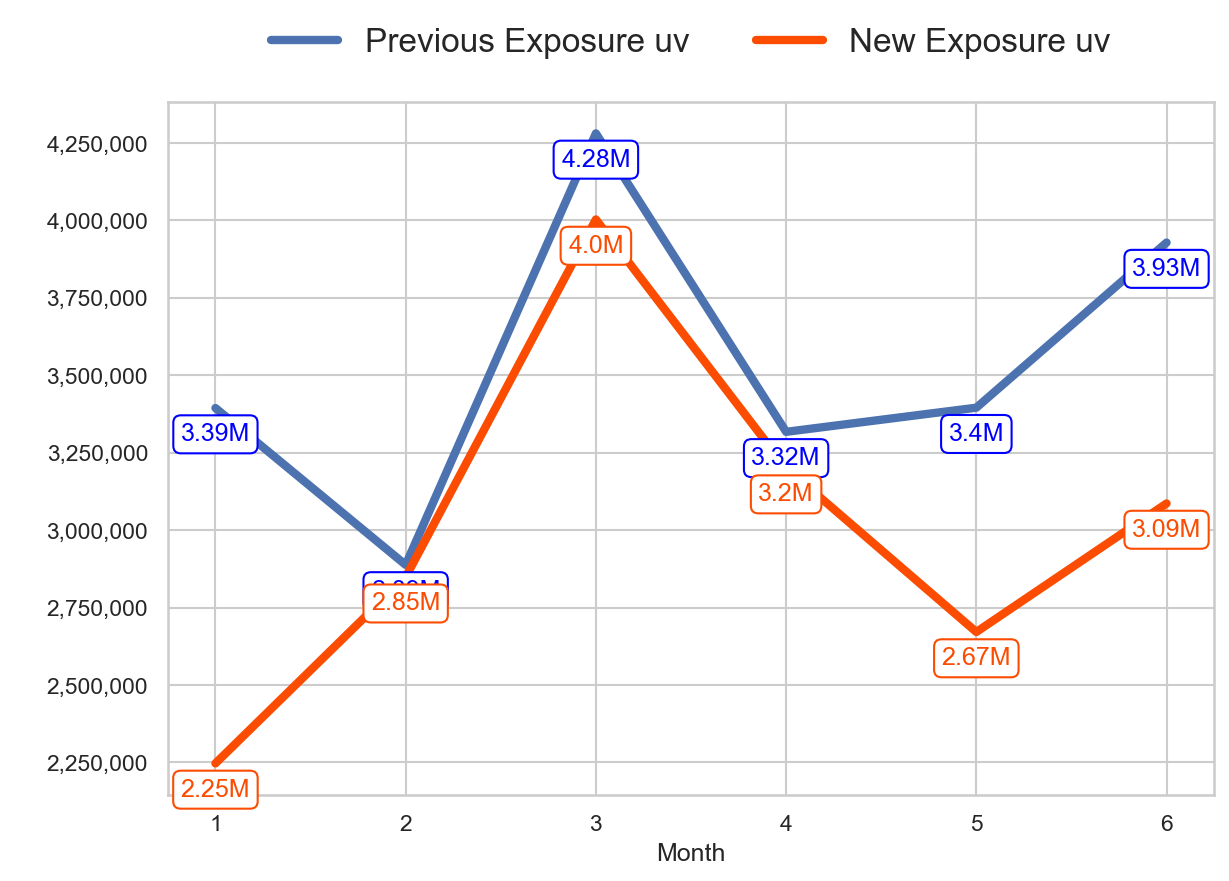 Previous Exposure uv New Exposure uv
4,250,000
4,000,000
3,750,000
3,500,000
3,250,000
3,000,000
2,750,000
2,500,000
2,250,000
4.28M
4.0M
3.93M
3.39M
3.4M
3.32M
3.2M
3.09M
2.85M
2.67M
2.25M
1 2 3 4 5 6
Month